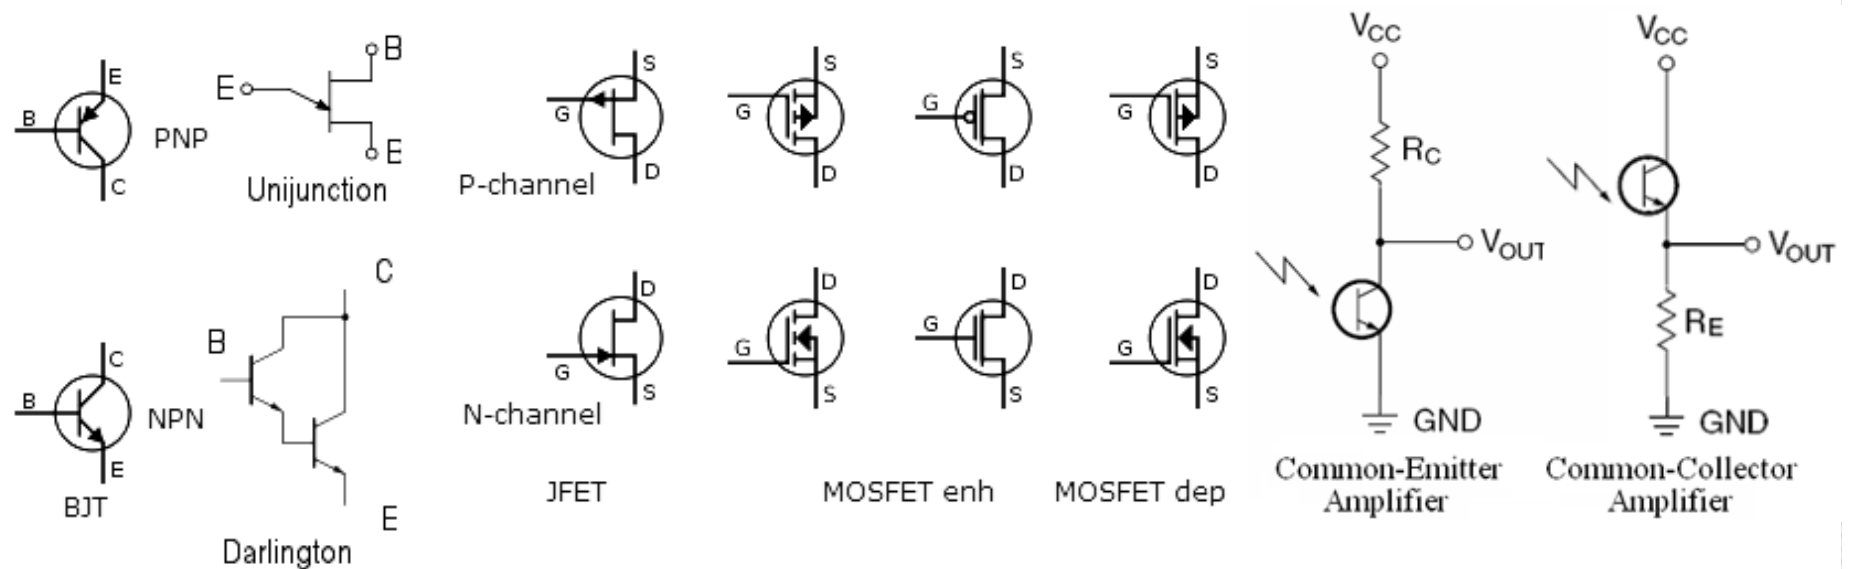 E
B
PNP
C
B
E
E
Unijunction
C
B
NPN
E
BJT
C
B
E
Darlington
S
G
D
P-channel
D
G
S
N-channel
JFET
S
G
D
S
G
D
D
G
S
D
G
S
MOSFET enh
S
G
D
D
G
S
MOSFET dep
VCC
RC
VOUT
GND
Common-Emitter
Amplifier
VCC
VOUT
RE
GND
Common-Collector
Amplifier